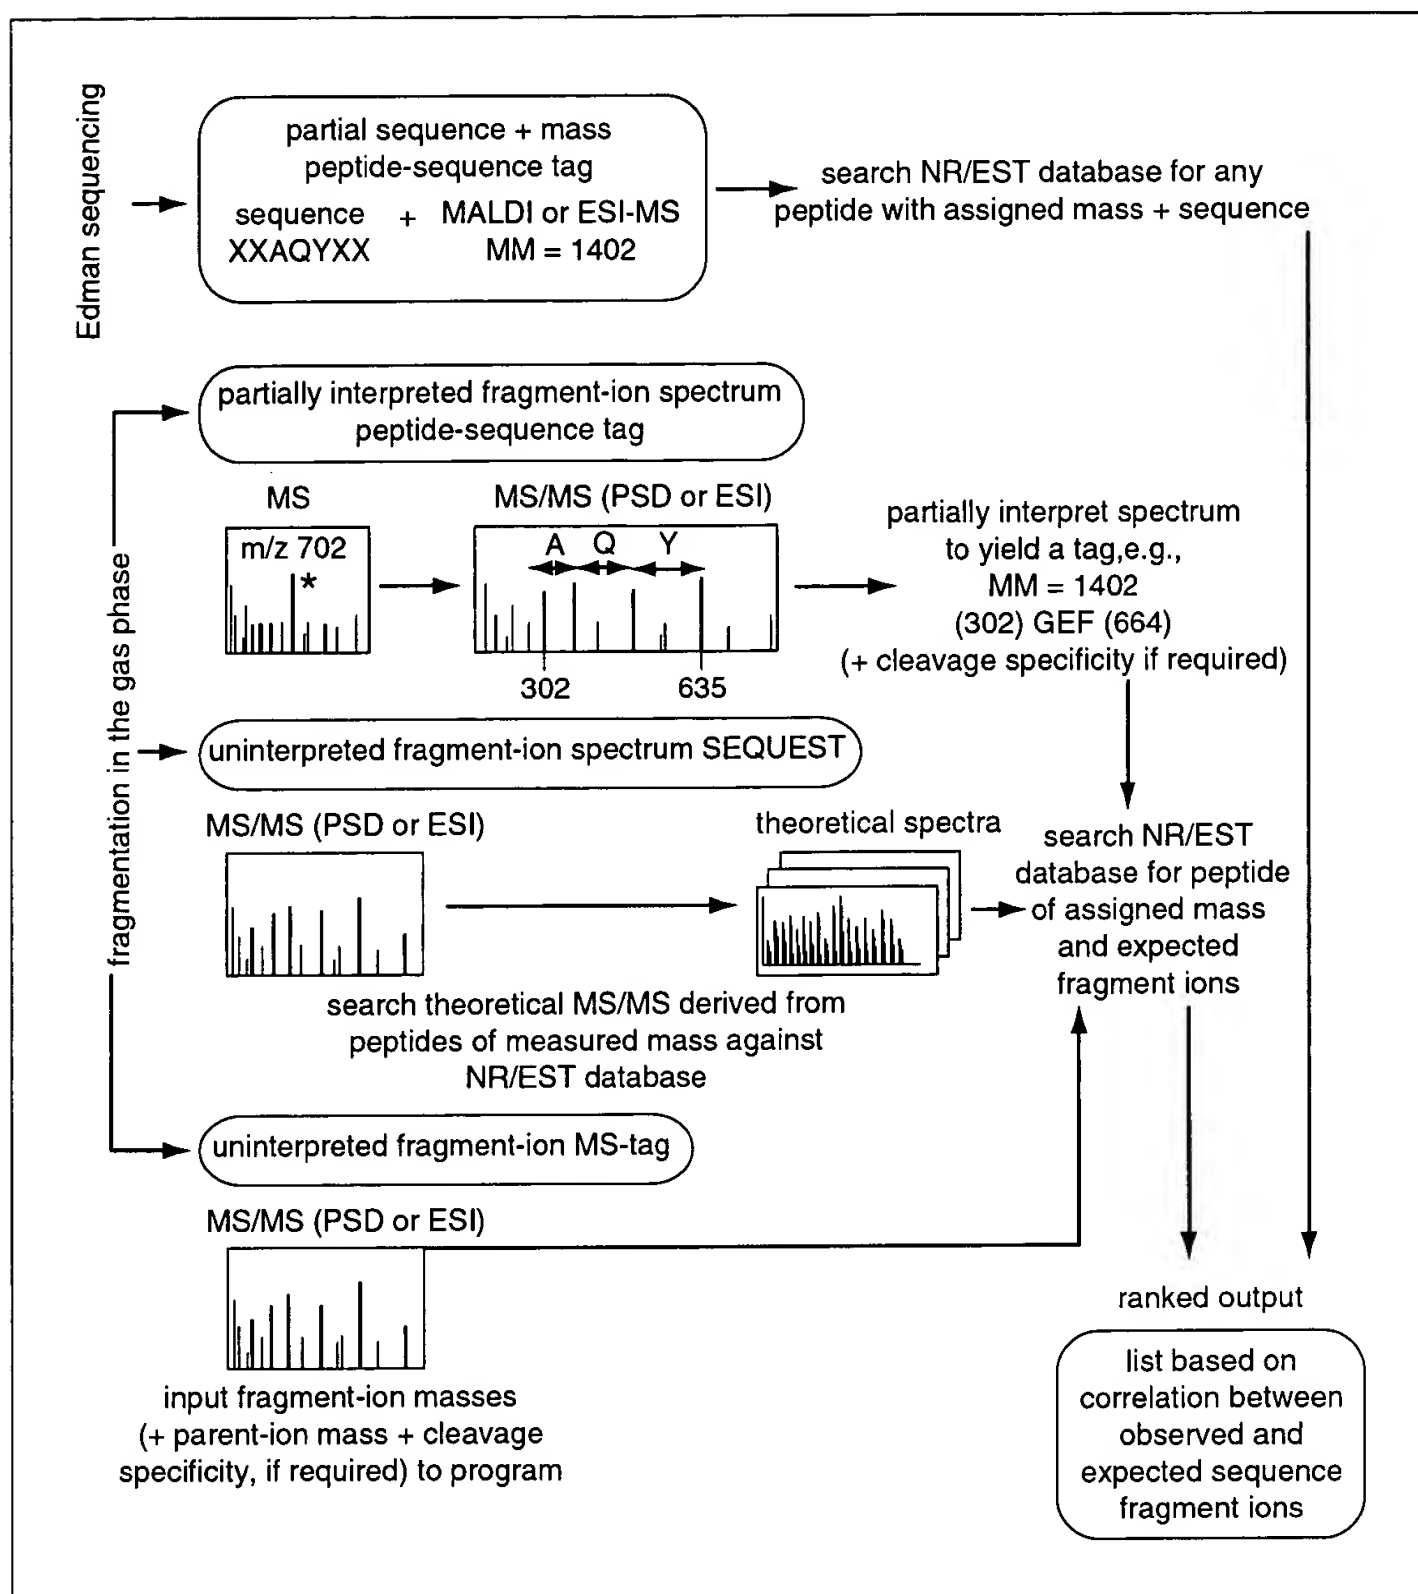 Edman sequencing
partial sequence + mass
peptide-sequence tag
sequence + MALDI or ESI-MS
XXAQYXX MM = 1402
search NR/EST database for any
peptide with assigned mass + sequence
fragmentation in the gas phase
partially interpreted fragment-ion spectrum
peptide-sequence tag
MS
m/z 702
*
MS/MS (PSD or ESI)
A Q Y
302 635
partially interpret spectrum
to yield a tag,e.g.,
MM = 1402
(302) GEF (664)
(+ cleavage specificity if required)
uninterpreted fragment-ion spectrum SEQUEST
MS/MS (PSD or ESI)
theoretical spectra
search NR/EST
database for peptide
of assigned mass
and expected
fragment ions
search theoretical MS/MS derived from
peptides of measured mass against
NR/EST database
uninterpreted fragment-ion MS-tag
MS/MS (PSD or ESI)
input fragment-ion masses
(+ parent-ion mass + cleavage
specificity, if required) to program
ranked output
list based on
correlation between
observed and
expected sequence
fragment ions